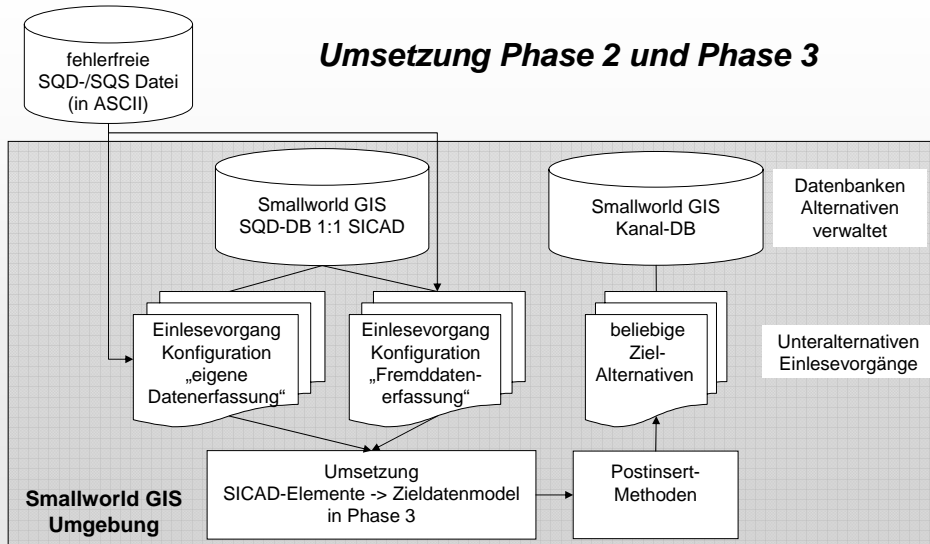 Umsetzung Phase 2 und Phase 3
fehlerfreie
SQD-/SQS Datei
(in ASCII)
Smallworld GIS
SQD-DB 1:1 SICAD
Smallworld GIS
Kanal-DB
Datenbanken
Alternativen
verwaltet
Einlesevorgang
Konfiguration
„eigene
Datenerfassung“
Einlesevorgang
Konfiguration
„Fremddaten-
erfassung“
beliebige
Ziel-
Alternativen
Unteralternativen
Einlesevorgänge
Umsetzung
SICAD-Elemente -> Zieldatenmodel
in Phase 3
Postinsert-
Methoden
Smallworld GIS
Umgebung